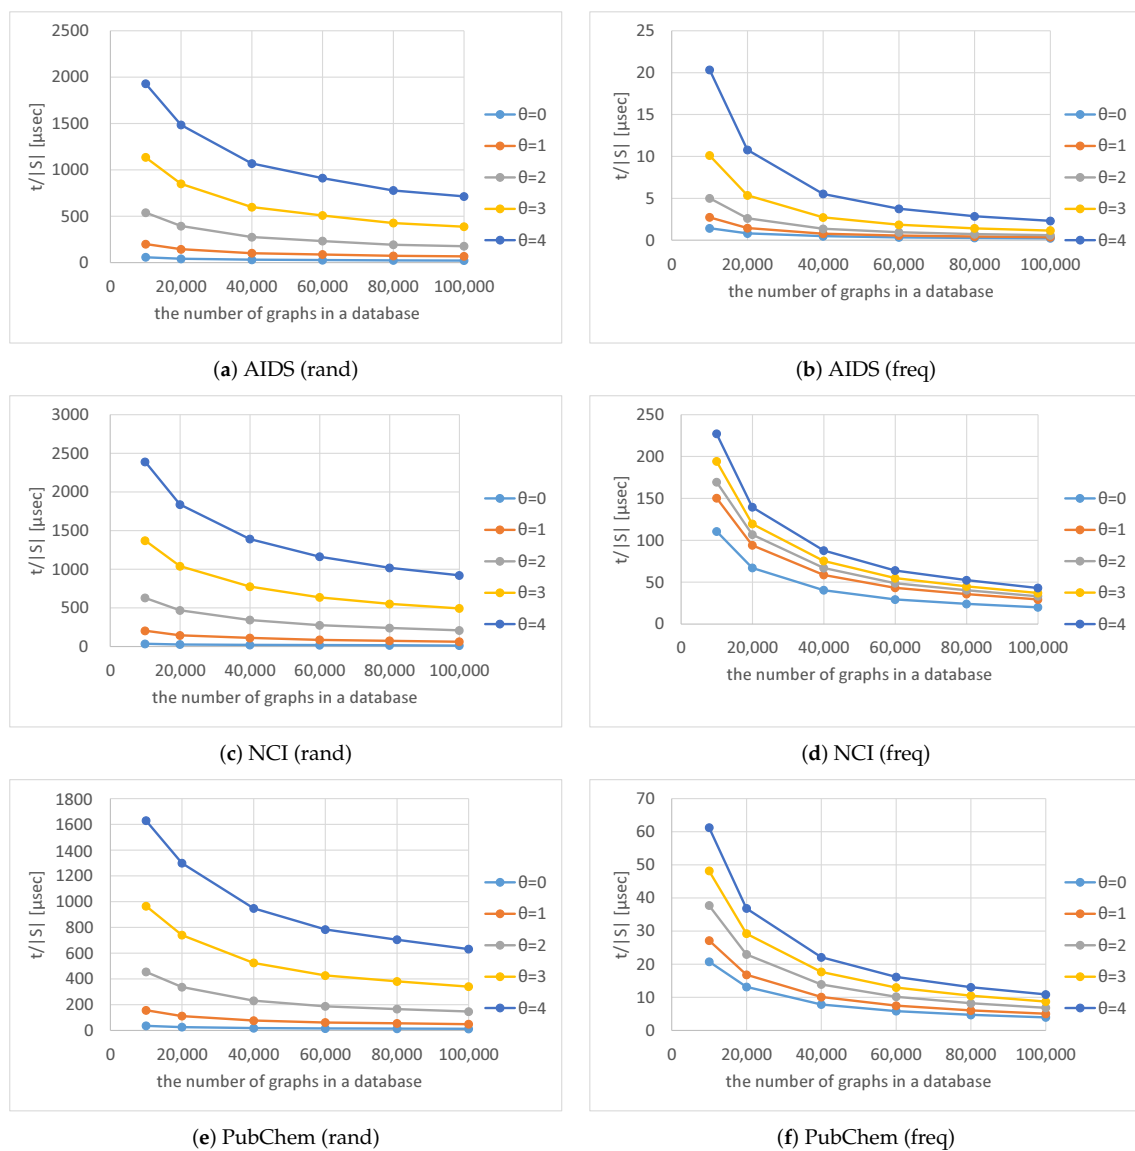 2500
2000
1500
1000
500
0
t/|S| [μsec]
0 20,000 40,000 60,000 80,000 100,000
the number of graphs in a database
θ=0
θ=1
θ=2
θ=3
θ=4
(a) AIDS (rand)
25
20
15
10
5
0
t/|S| [μsec]
0 20,000 40,000 60,000 80,000 100,000
the number of graphs in a database
θ=0
θ=1
θ=2
θ=3
θ=4
(b) AIDS (freq)
3000
2500
2000
1500
1000
500
0
t/|S| [μsec]
0 20,000 40,000 60,000 80,000 100,000
the number of graphs in a database
θ=0
θ=1
θ=2
θ=3
θ=4
(c) NCI (rand)
250
200
150
100
50
0
t/|S| [μsec]
0 20,000 40,000 60,000 80,000 100,000
the number of graphs in a database
θ=0
θ=1
θ=2
θ=3
θ=4
(d) NCI (freq)
1800
1600
1400
1200
1000
800
600
400
200
0
t/|S| [μsec]
0 20,000 40,000 60,000 80,000 100,000
the number of graphs in a database
θ=0
θ=1
θ=2
θ=3
θ=4
(e) PubChem (rand)
70
60
50
40
30
20
10
0
t/|S| [μsec]
0 20,000 40,000 60,000 80,000 100,000
the number of graphs in a database
θ=0
θ=1
θ=2
θ=3
θ=4
(f) PubChem (freq)